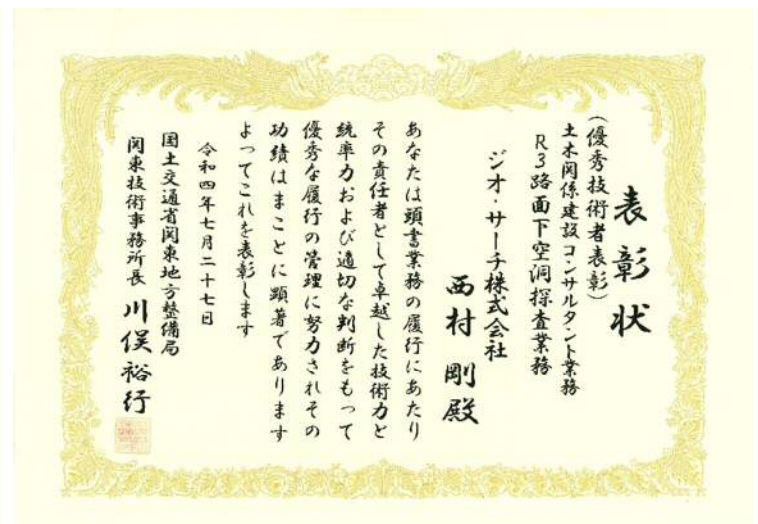 表彰状
(優秀技術者表彰)
土木関係建設コンサルタント業務
R3路面下空洞探査業務
ジオ・サーチ株式会社
西村 剛 殿
あなたは頭書業務の履行にあたり
その責任者として卓越した技術力と
統率力および適切な判断をもって
優秀な履行の管理に努力されその
功績はまことに顕著であります
よってこれを表彰します
令和四年七月二十七日
国土交通省関東地方整備局
関東技術事務所長 川俣裕行